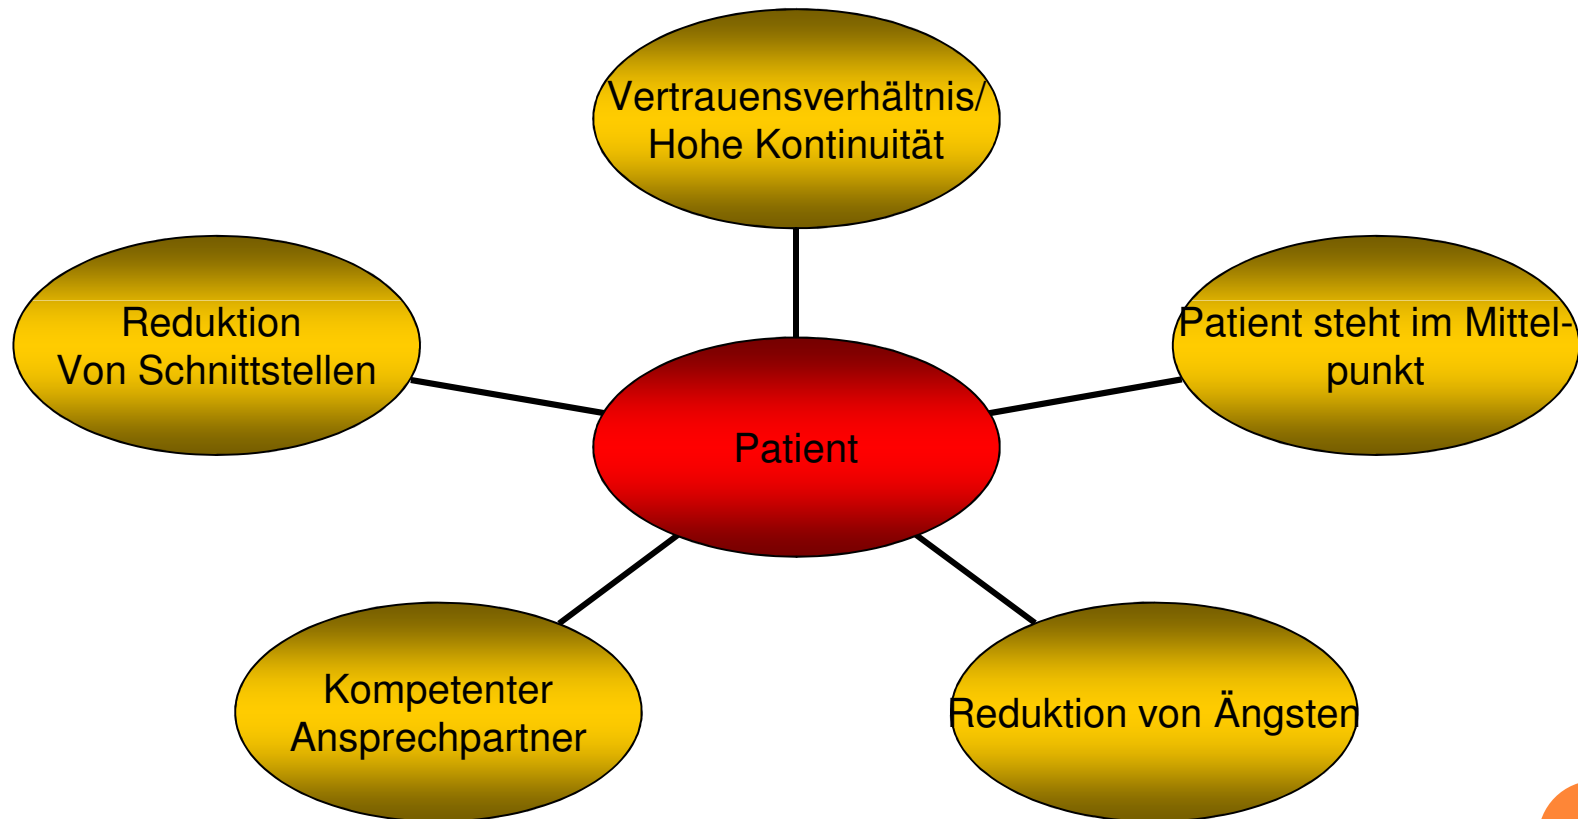 Vertrauensverhältnis/
Hohe Kontinuität
Reduktion
Von Schnittstellen
Patient steht im Mittel-
punkt
Patient
Kompetenter
Ansprechpartner
Reduktion von Ängsten